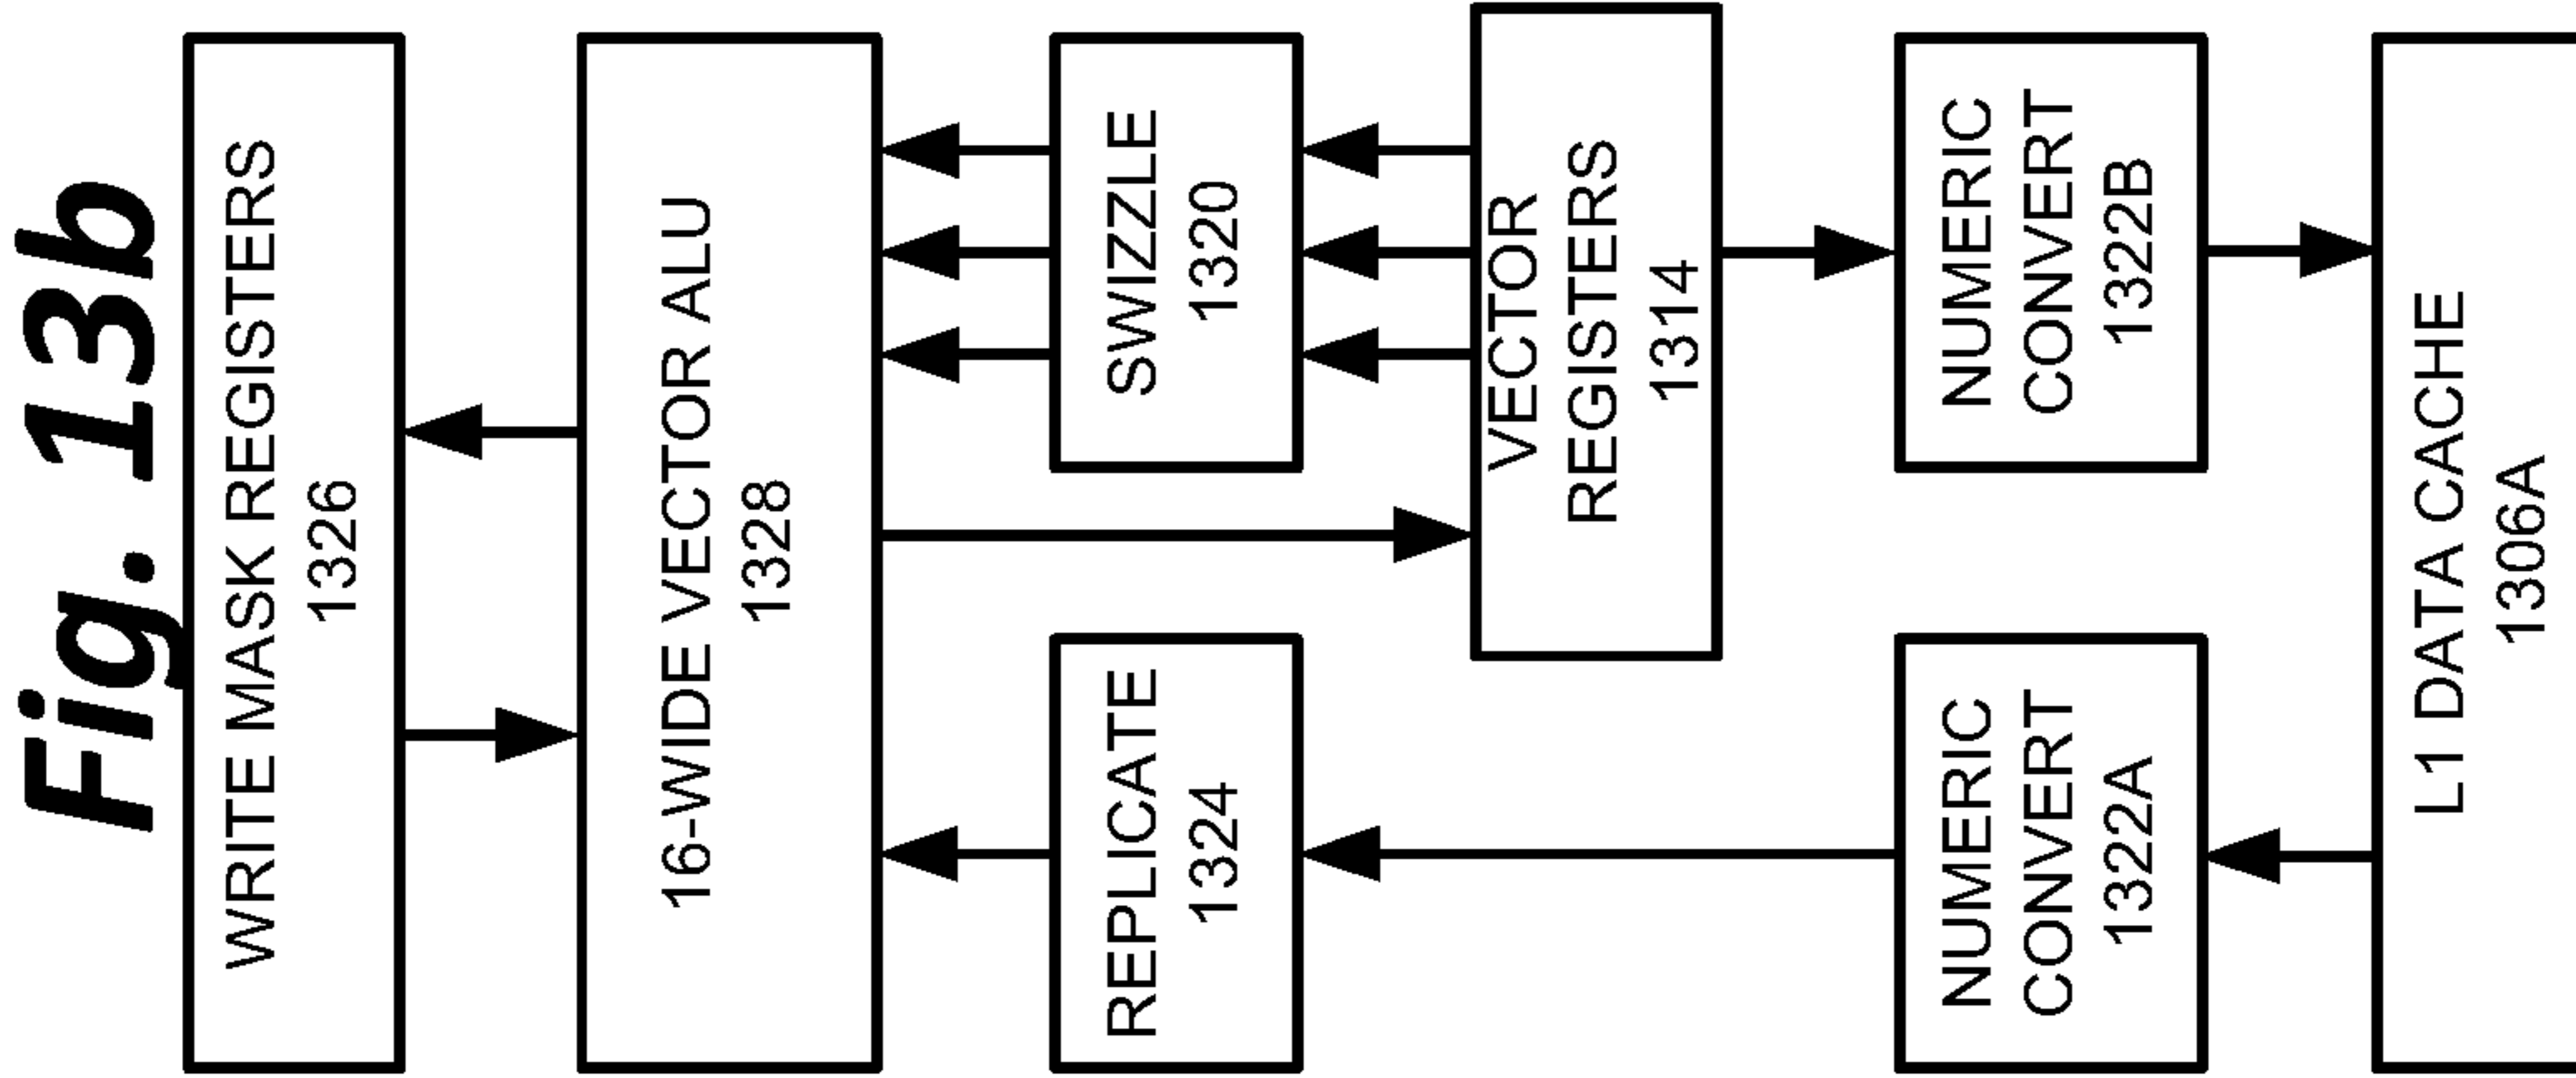 Fig. 13b
WRITE MASK REGISTERS
1326
16-WIDE VECTOR ALU
1328
REPLICATE
1324
SWIZZLE
1320
VECTOR
REGISTERS
1314
NUMERIC
CONVERT
1322A
NUMERIC
CONVERT
1322B
L1 DATA CACHE
1306A